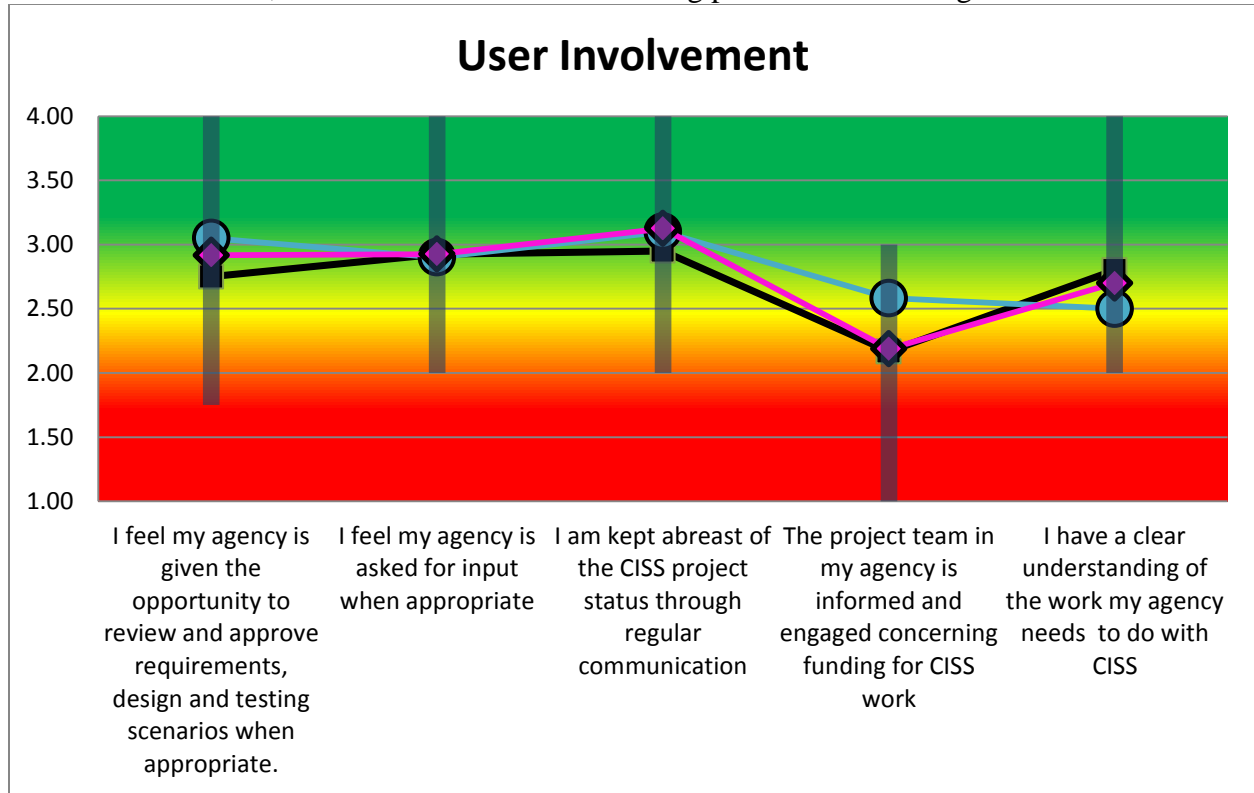 User Involvement
4.00
3.50
3.00
2.50
2.00
1.50
1.00
I feel my agency is
given the
opportunity to
review and approve
requirements,
design and testing
scenarios when
appropriate.
I feel my agency is
asked for input
when appropriate
I am kept abreast of
the CISS project
status through
regular
communication
The project team in
my agency is
informed and
engaged concerning
funding for CISS
work
I have a clear
understanding of
the work my agency
needs  to do with
CISS